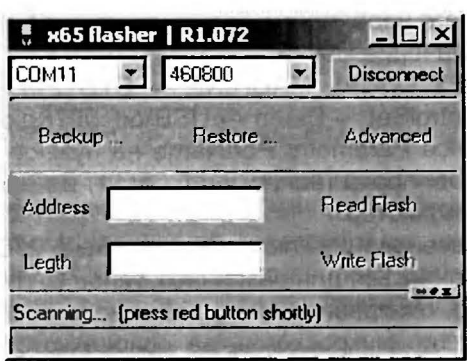 x65 flasher | R1.072
COM11 460800 Disconnect
Backup ... Restore ... Advanced
Address Read Flash
Legth Write Flash
Scanning... (press red button shortly)